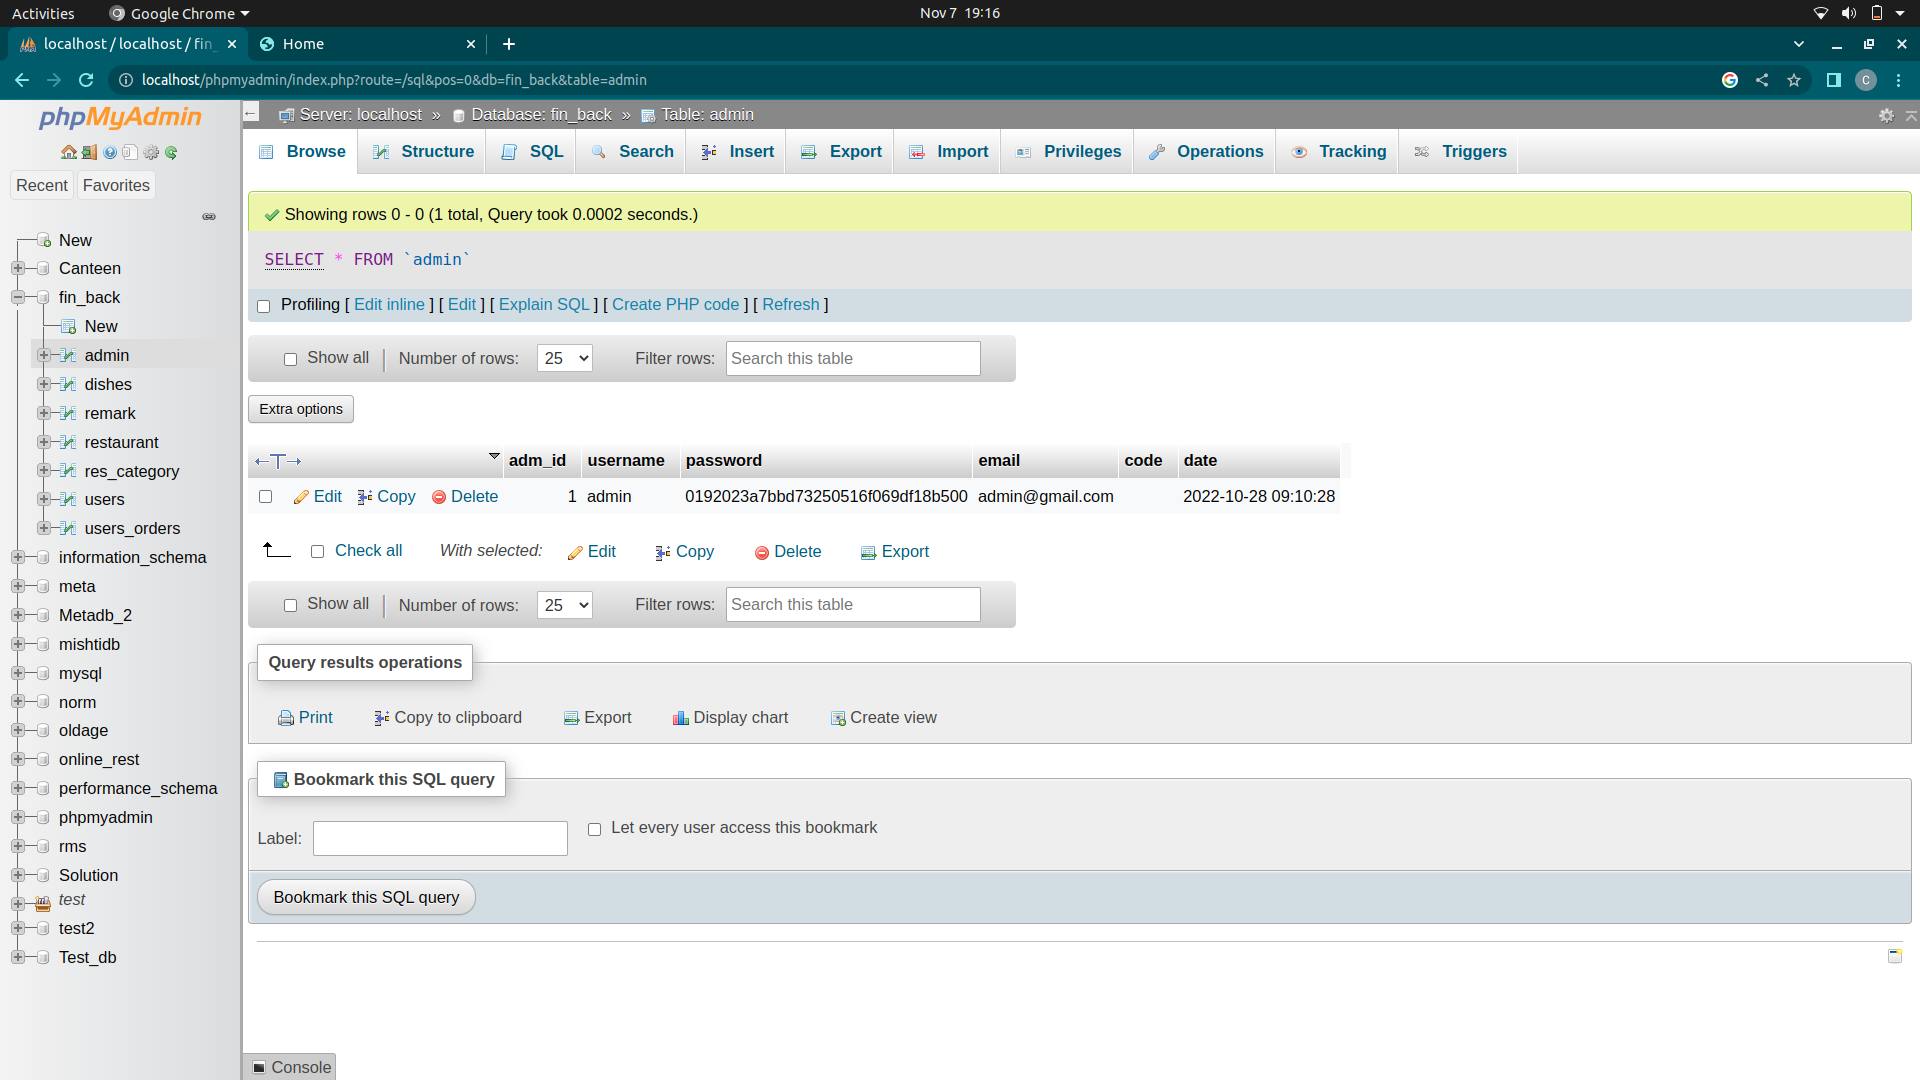 Activities Google Chrome Nov 7 19:16
localhost / localhost / fin_ Home
localhost/phpmyadmin/index.php?route=/sql&pos=0&db=fin_back&table=admin C
phpMyAdmin
Recent Favorites
New
Canteen
fin_back
New
admin
dishes
remark
restaurant
res_category
users
users_orders
information_schema
meta
Metadb_2
mishtidb
mysql
norm
oldage
online_rest
performance_schema
phpmyadmin
rms
Solution
test
test2
Test_db
Server: localhost » Database: fin_back » Table: admin
Browse Structure SQL Search Insert Export Import Privileges Operations Tracking Triggers
Showing rows 0 - 0 (1 total, Query took 0.0002 seconds.)
SELECT * FROM `admin`
Profiling [ Edit inline ] [ Edit ] [ Explain SQL ] [ Create PHP code ] [ Refresh ]
Show all Number of rows: 25 Filter rows: Search this table
Extra options
adm_id username password email code date
Edit Copy Delete 1 admin 0192023a7bbd73250516f069df18b500 admin@gmail.com 2022-10-28 09:10:28
Check all With selected: Edit Copy Delete Export
Show all Number of rows: 25 Filter rows: Search this table
Query results operations
Print Copy to clipboard Export Display chart Create view
Bookmark this SQL query
Label: Let every user access this bookmark
Bookmark this SQL query
Console